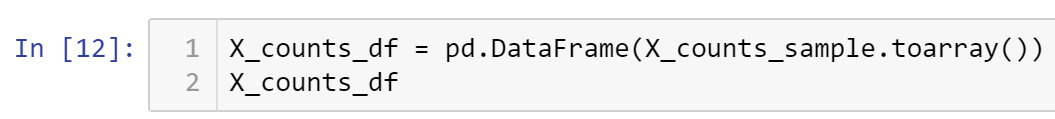 In [12]: 1 X_counts_df = pd.DataFrame(X_counts_sample.toarray())
2 X_counts_df